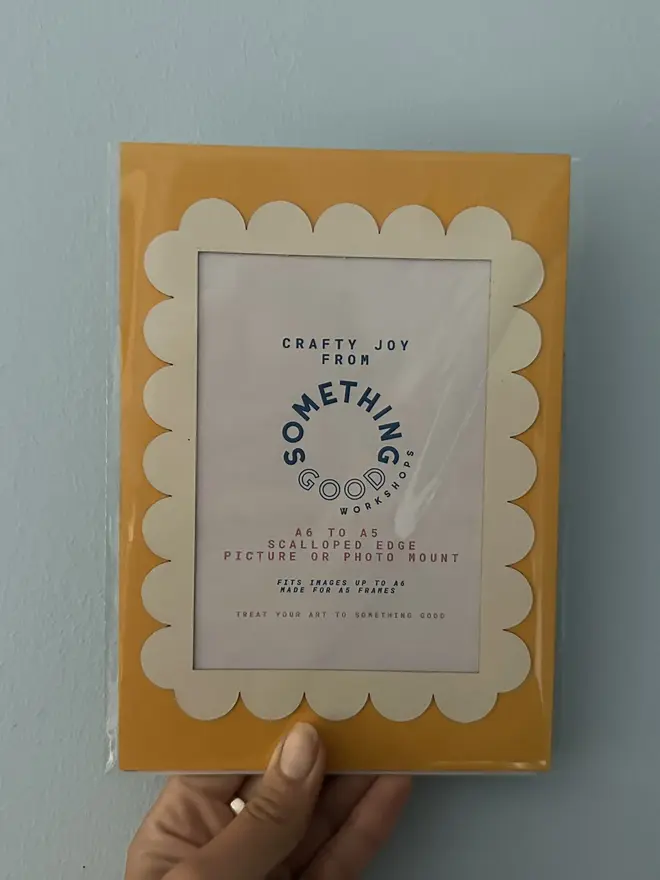 CRAFTY JOY
FROM
SOMETHING
GOOD
WORKSHOPS
A6 TO A5
SCALLOPED EDGE
PICTURE OR PHOTO MOUNT
FITS IMAGES UP TO A6
MADE FOR A5 FRAMES
TREAT YOUR ART TO SOMETHING GOOD